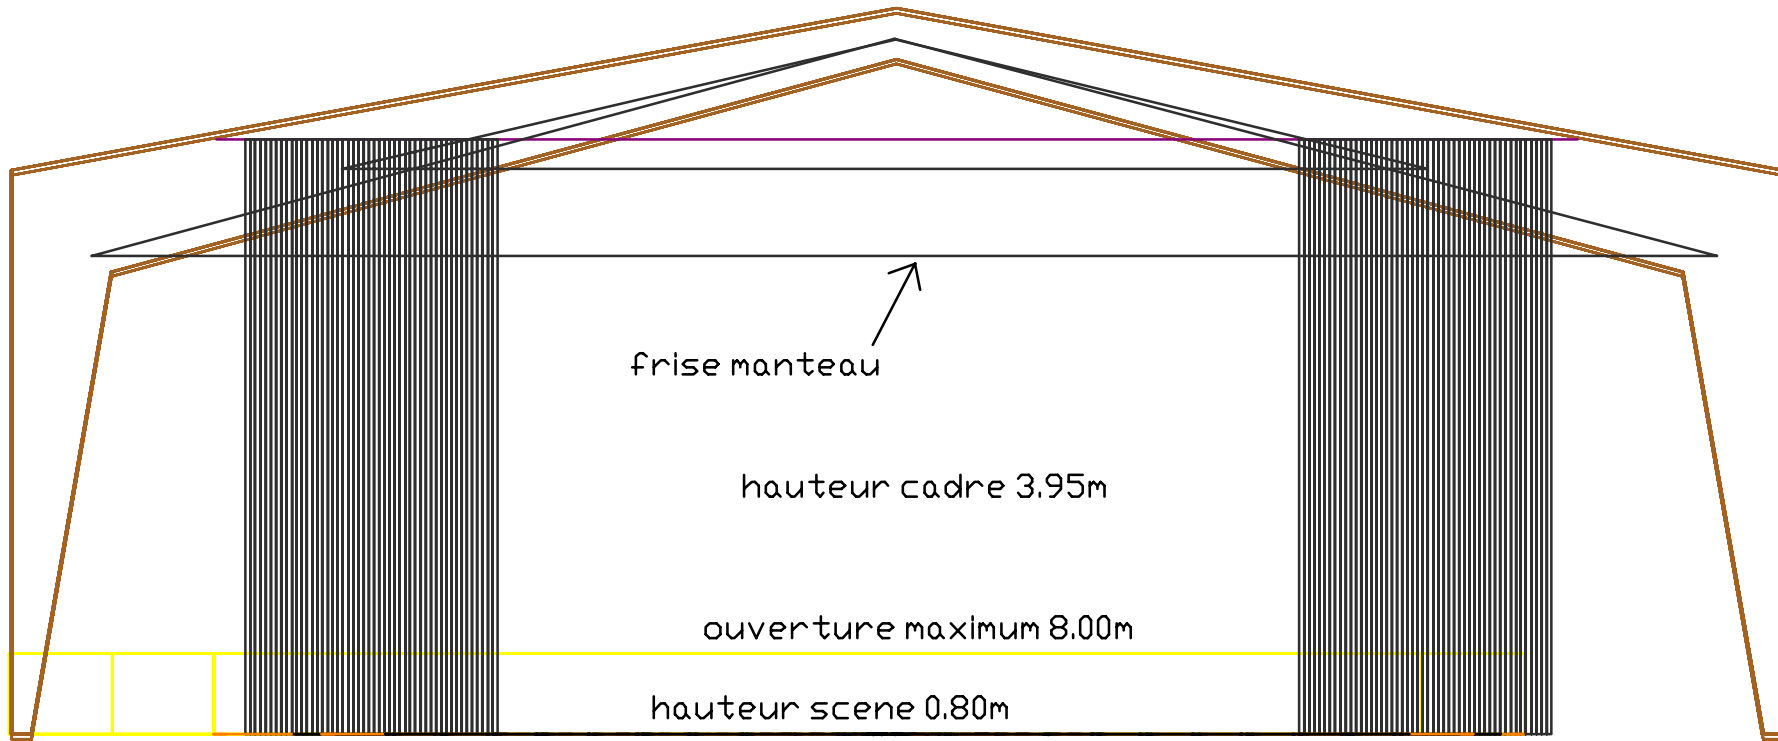 frise manteau
hauteur cadre 3.95m
ouverture maximum 8.00m
hauteur scene 0.80m